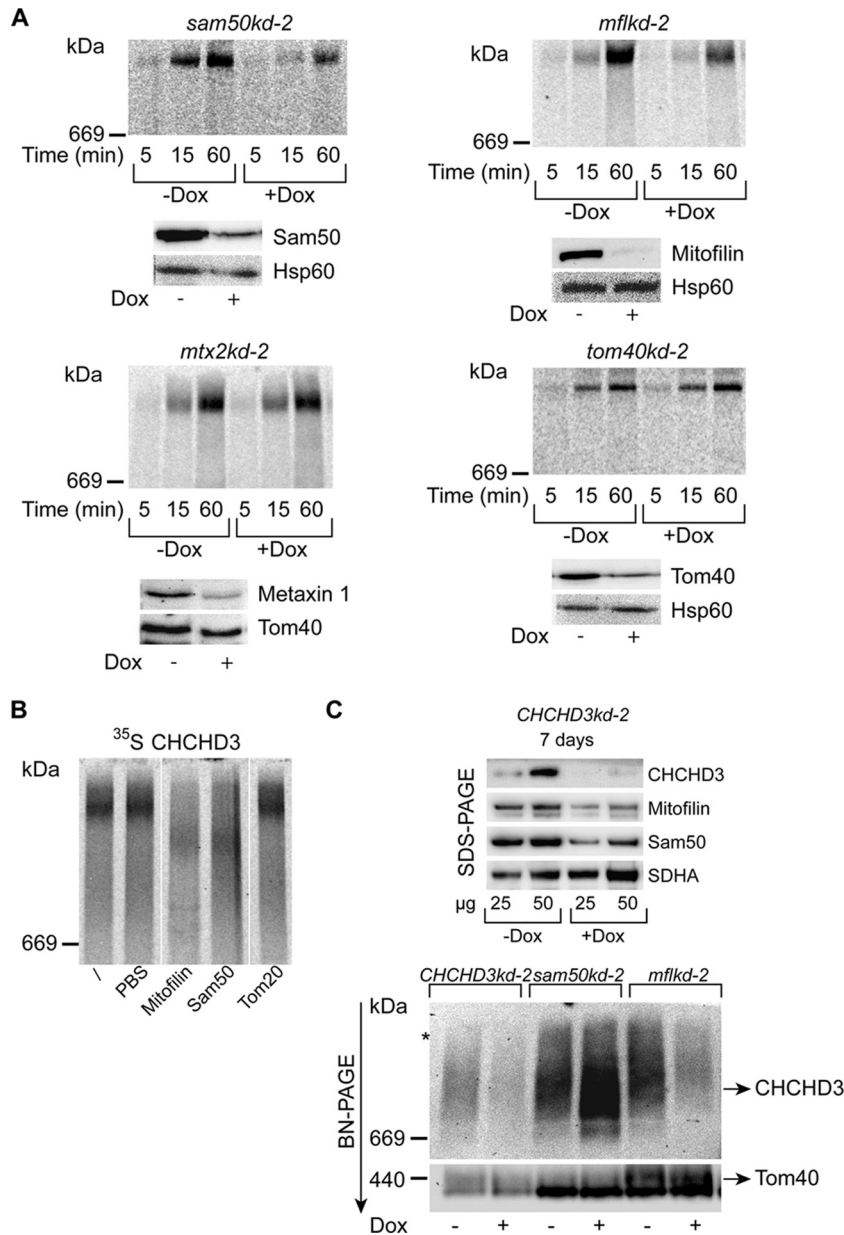 A
sam50kd-2
kDa
669
Time (min) 5 15 60 5 15 60
-Dox +Dox
Sam50
Hsp60
Dox - +
mflkd-2
kDa
669
Time (min) 5 15 60 5 15 60
-Dox +Dox
Mitofilin
Hsp60
Dox - +
mtx2kd-2
kDa
669
Time (min) 5 15 60 5 15 60
-Dox +Dox
Metaxin 1
Tom40
Dox - +
tom40kd-2
kDa
669
Time (min) 5 15 60 5 15 60
-Dox +Dox
Tom40
Hsp60
Dox - +
B
35S CHCHD3
kDa
669
/ PBS Mitofilin Sam50 Tom20
C
CHCHD3kd-2
7 days
SDS-PAGE
CHCHD3
Mitofilin
Sam50
SDHA
µg 25 50 25 50
-Dox +Dox
CHCHD3kd-2 sam50kd-2 mflkd-2
kDa
*
BN-PAGE
CHCHD3
669
440
Tom40
Dox - + - + - +